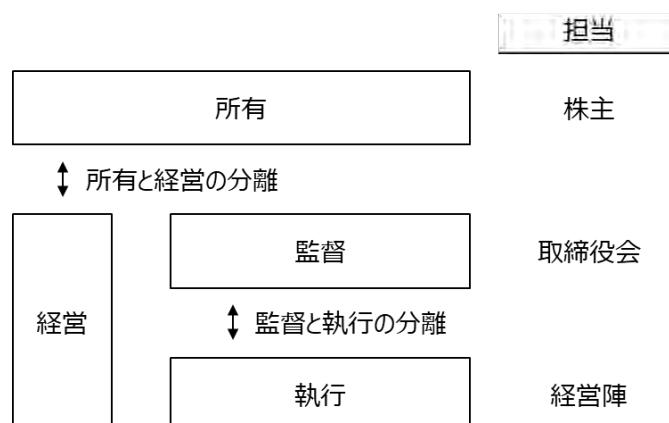 担当
所有
株主
所有と経営の分離
監督
取締役会
経営
監督と執行の分離
執行
経営陣